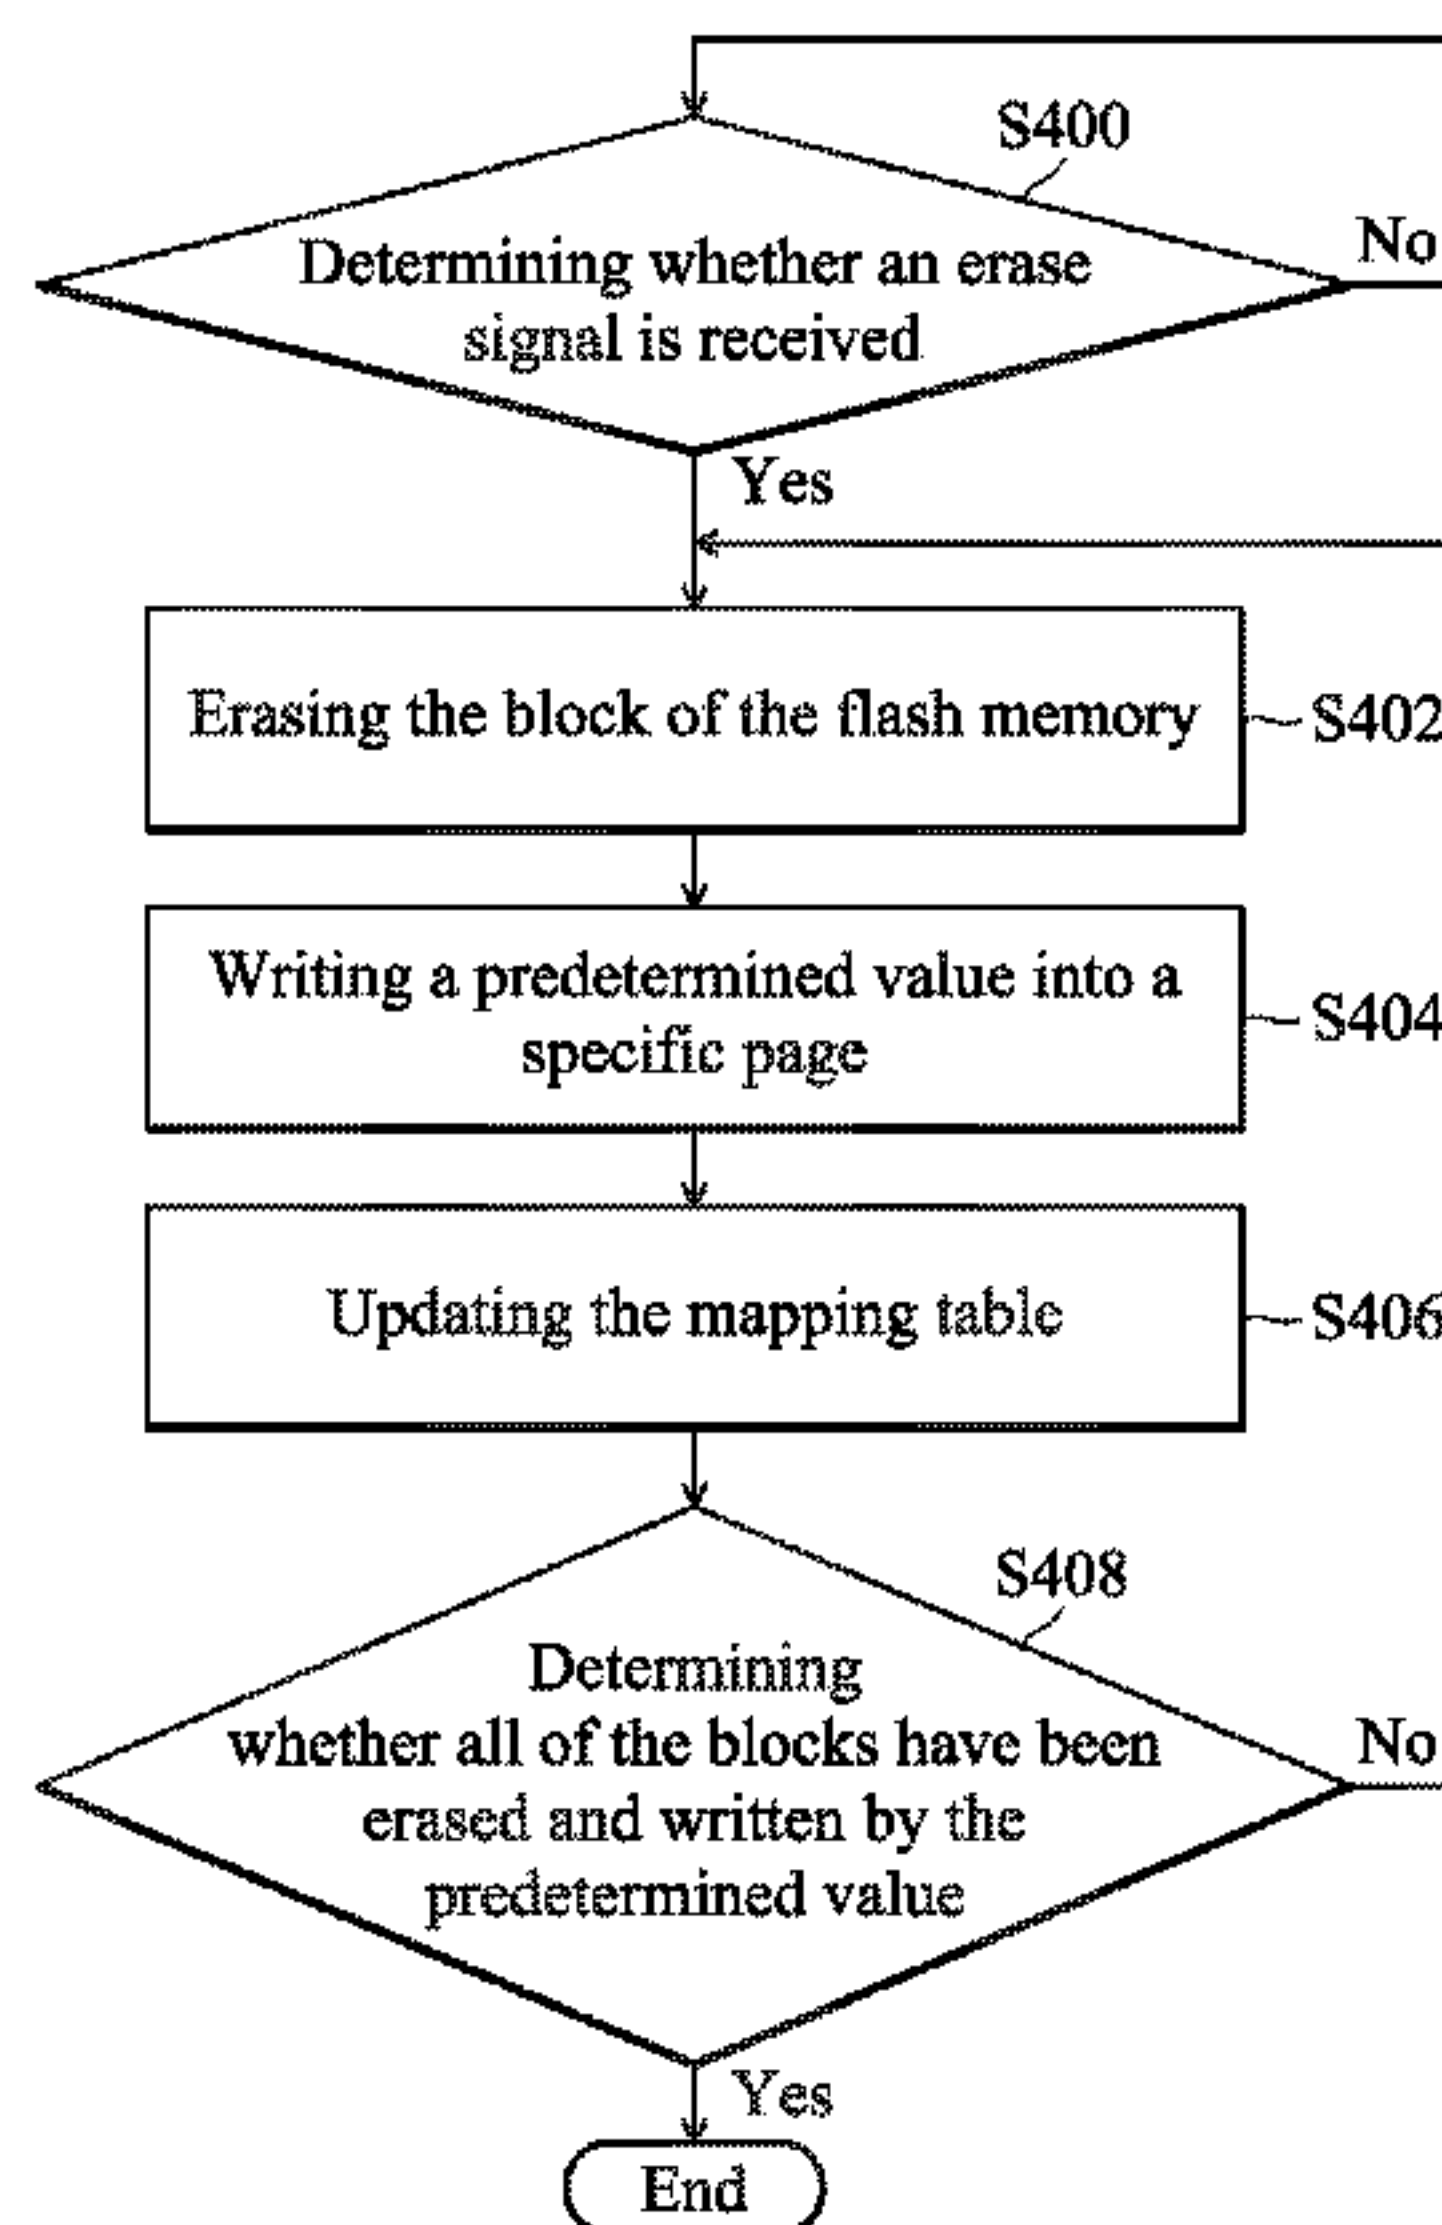 S400
Determining whether an erase
signal is received
No
Yes
Erasing the block of the flash memory
S402
Writing a predetermined value into a
specific page
S404
Updating the mapping table
S406
S408
Determining
whether all of the blocks have been
erased and written by the
predetermined value
No
Yes
End